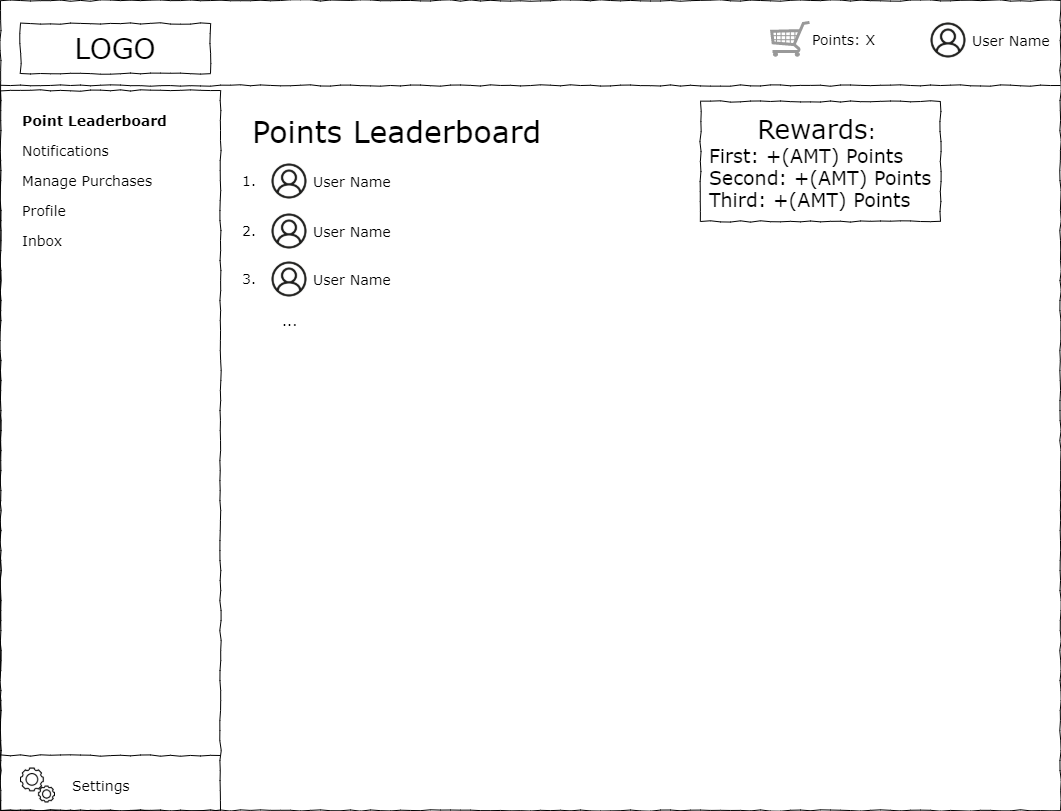 LOGO
Points: X
User Name
Point Leaderboard
Notifications
Manage Purchases
Profile
Inbox
Settings
Points Leaderboard
1. User Name
2. User Name
3. User Name
...
Rewards:
First: +(AMT) Points
Second: +(AMT) Points
Third: +(AMT) Points